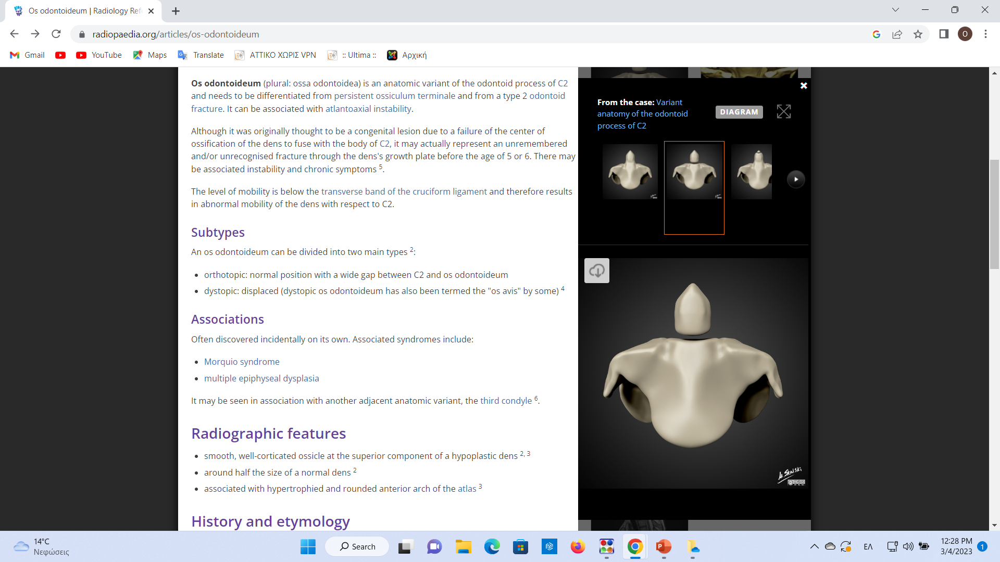 Os odontoideum | Radiology Refe
radiopaedia.org/articles/os-odontoideum
O
Gmail
YouTube
Maps
Translate
ΑΤΤΙΚΟ ΧΩΡΙΣ VPN
:: Ultima ::
Αρχική
Os odontoideum (plural: ossa odontoidea) is an anatomic variant of the odontoid process of C2
and needs to be differentiated from persistent ossiculum terminale and from a type 2 odontoid
fracture. It can be associated with atlantoaxial instability.
Although it was originally thought to be a congenital lesion due to a failure of the center of
ossification of the dens to fuse with the body of C2, it may actually represent an unremembered
and/or unrecognised fracture through the dens's growth plate before the age of 5 or 6. There may
be associated instability and chronic symptoms 5.
The level of mobility is below the transverse band of the cruciform ligament and therefore results
in abnormal mobility of the dens with respect to C2.
Subtypes
An os odontoideum can be divided into two main types 2:
• orthotopic: normal position with a wide gap between C2 and os odontoideum
• dystopic: displaced (dystopic os odontoideum has also been termed the "os avis" by some) 4
Associations
Often discovered incidentally on its own. Associated syndromes include:
• Morquio syndrome
• multiple epiphyseal dysplasia
It may be seen in association with another adjacent anatomic variant, the third condyle 6.
Radiographic features
• smooth, well-corticated ossicle at the superior component of a hypoplastic dens 2, 3
• around half the size of a normal dens 2
• associated with hypertrophied and rounded anterior arch of the atlas 3
History and etymology
From the case: Variant
anatomy of the odontoid
process of C2
DIAGRAM
M.Skalski
14°C
Νεφώσεις
Search
ΕΛ
12:28 PM
3/4/2023
1